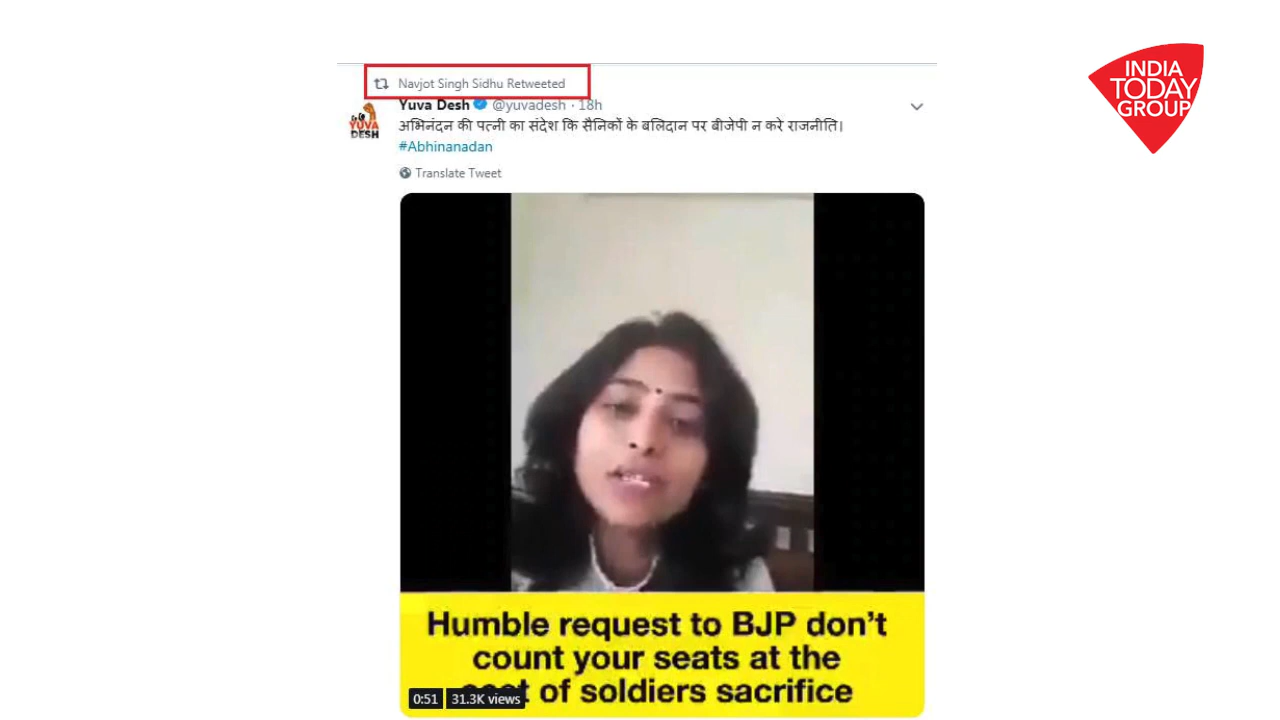 INDIA
TODAY
GROUP
Navjot Singh Sidhu Retweeted
Yuva Desh @yuvadesh · 18h
YUVA
DESH
अभिनंदन की पत्नी का संदेश कि सैनिकों के बलिदान पर बीजेपी न करे राजनीति।
#Abhinanadan
Translate Tweet
Humble request to BJP don't
count your seats at the
cost of soldiers sacrifice
0:51 31.3K views